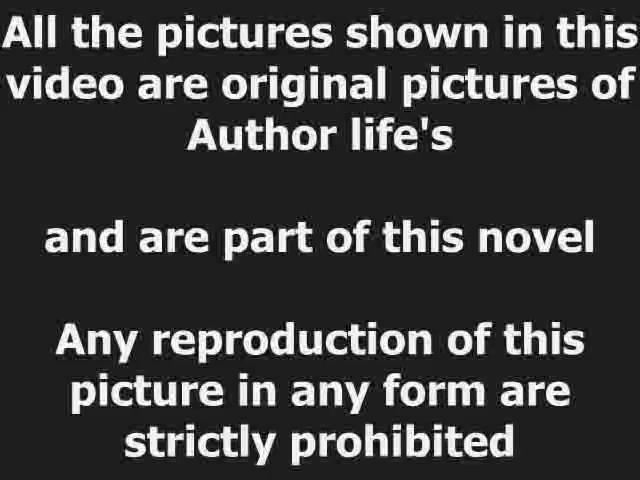 All the pictures shown in this
video are original pictures of
Author life's
and are part of this novel
Any reproduction of this
picture in any form are
strictly prohibited